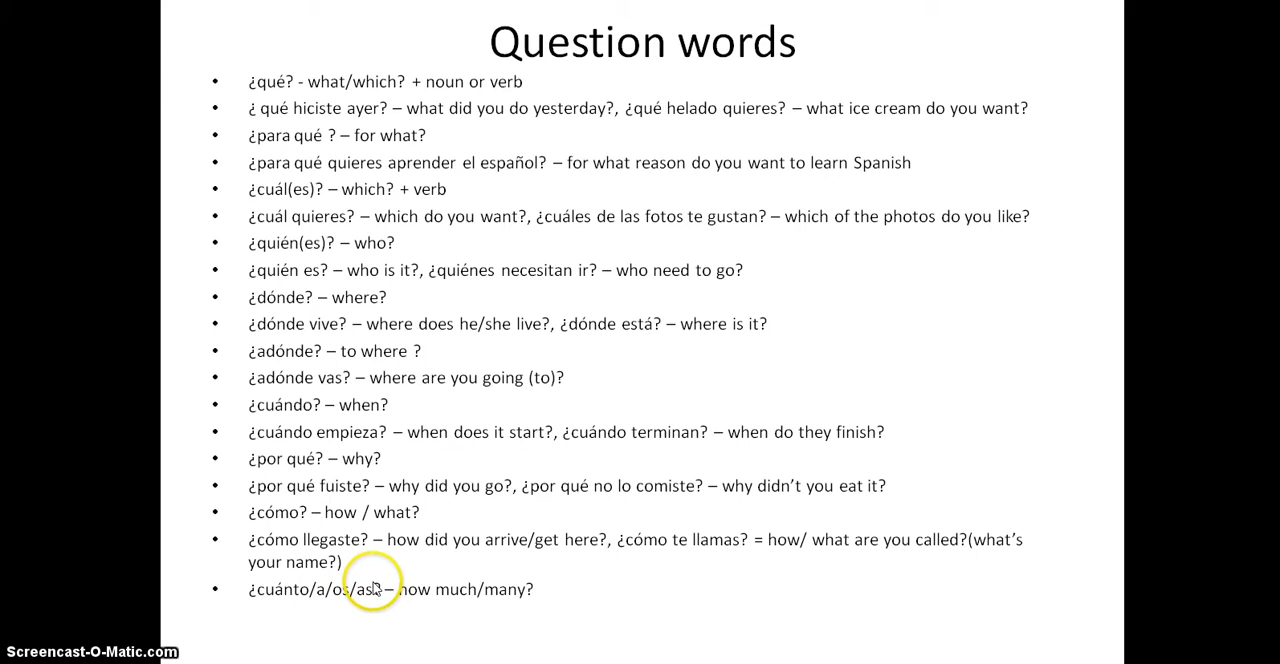 Question words
• ¿qué? - what/which? + noun or verb
• ¿ qué hiciste ayer? – what did you do yesterday?, ¿qué helado quieres? – what ice cream do you want?
• ¿para qué ? – for what?
• ¿para qué quieres aprender el español? – for what reason do you want to learn Spanish
• ¿cuál(es)? – which? + verb
• ¿cuál quieres? – which do you want?, ¿cuáles de las fotos te gustan? – which of the photos do you like?
• ¿quién(es)? – who?
• ¿quién es? – who is it?, ¿quiénes necesitan ir? – who need to go?
• ¿dónde? – where?
• ¿dónde vive? – where does he/she live?, ¿dónde está? – where is it?
• ¿adónde? – to where ?
• ¿adónde vas? – where are you going (to)?
• ¿cuándo? – when?
• ¿cuándo empieza? – when does it start?, ¿cuándo terminan? – when do they finish?
• ¿por qué? – why?
• ¿por qué fuiste? – why did you go?, ¿por qué no lo comiste? – why didn't you eat it?
• ¿cómo? – how / what?
• ¿cómo llegaste? – how did you arrive/get here?, ¿cómo te llamas? = how/ what are you called?(what's
your name?)
• ¿cuánto/a/os/as? – how much/many?
Screencast-O-Matic.com